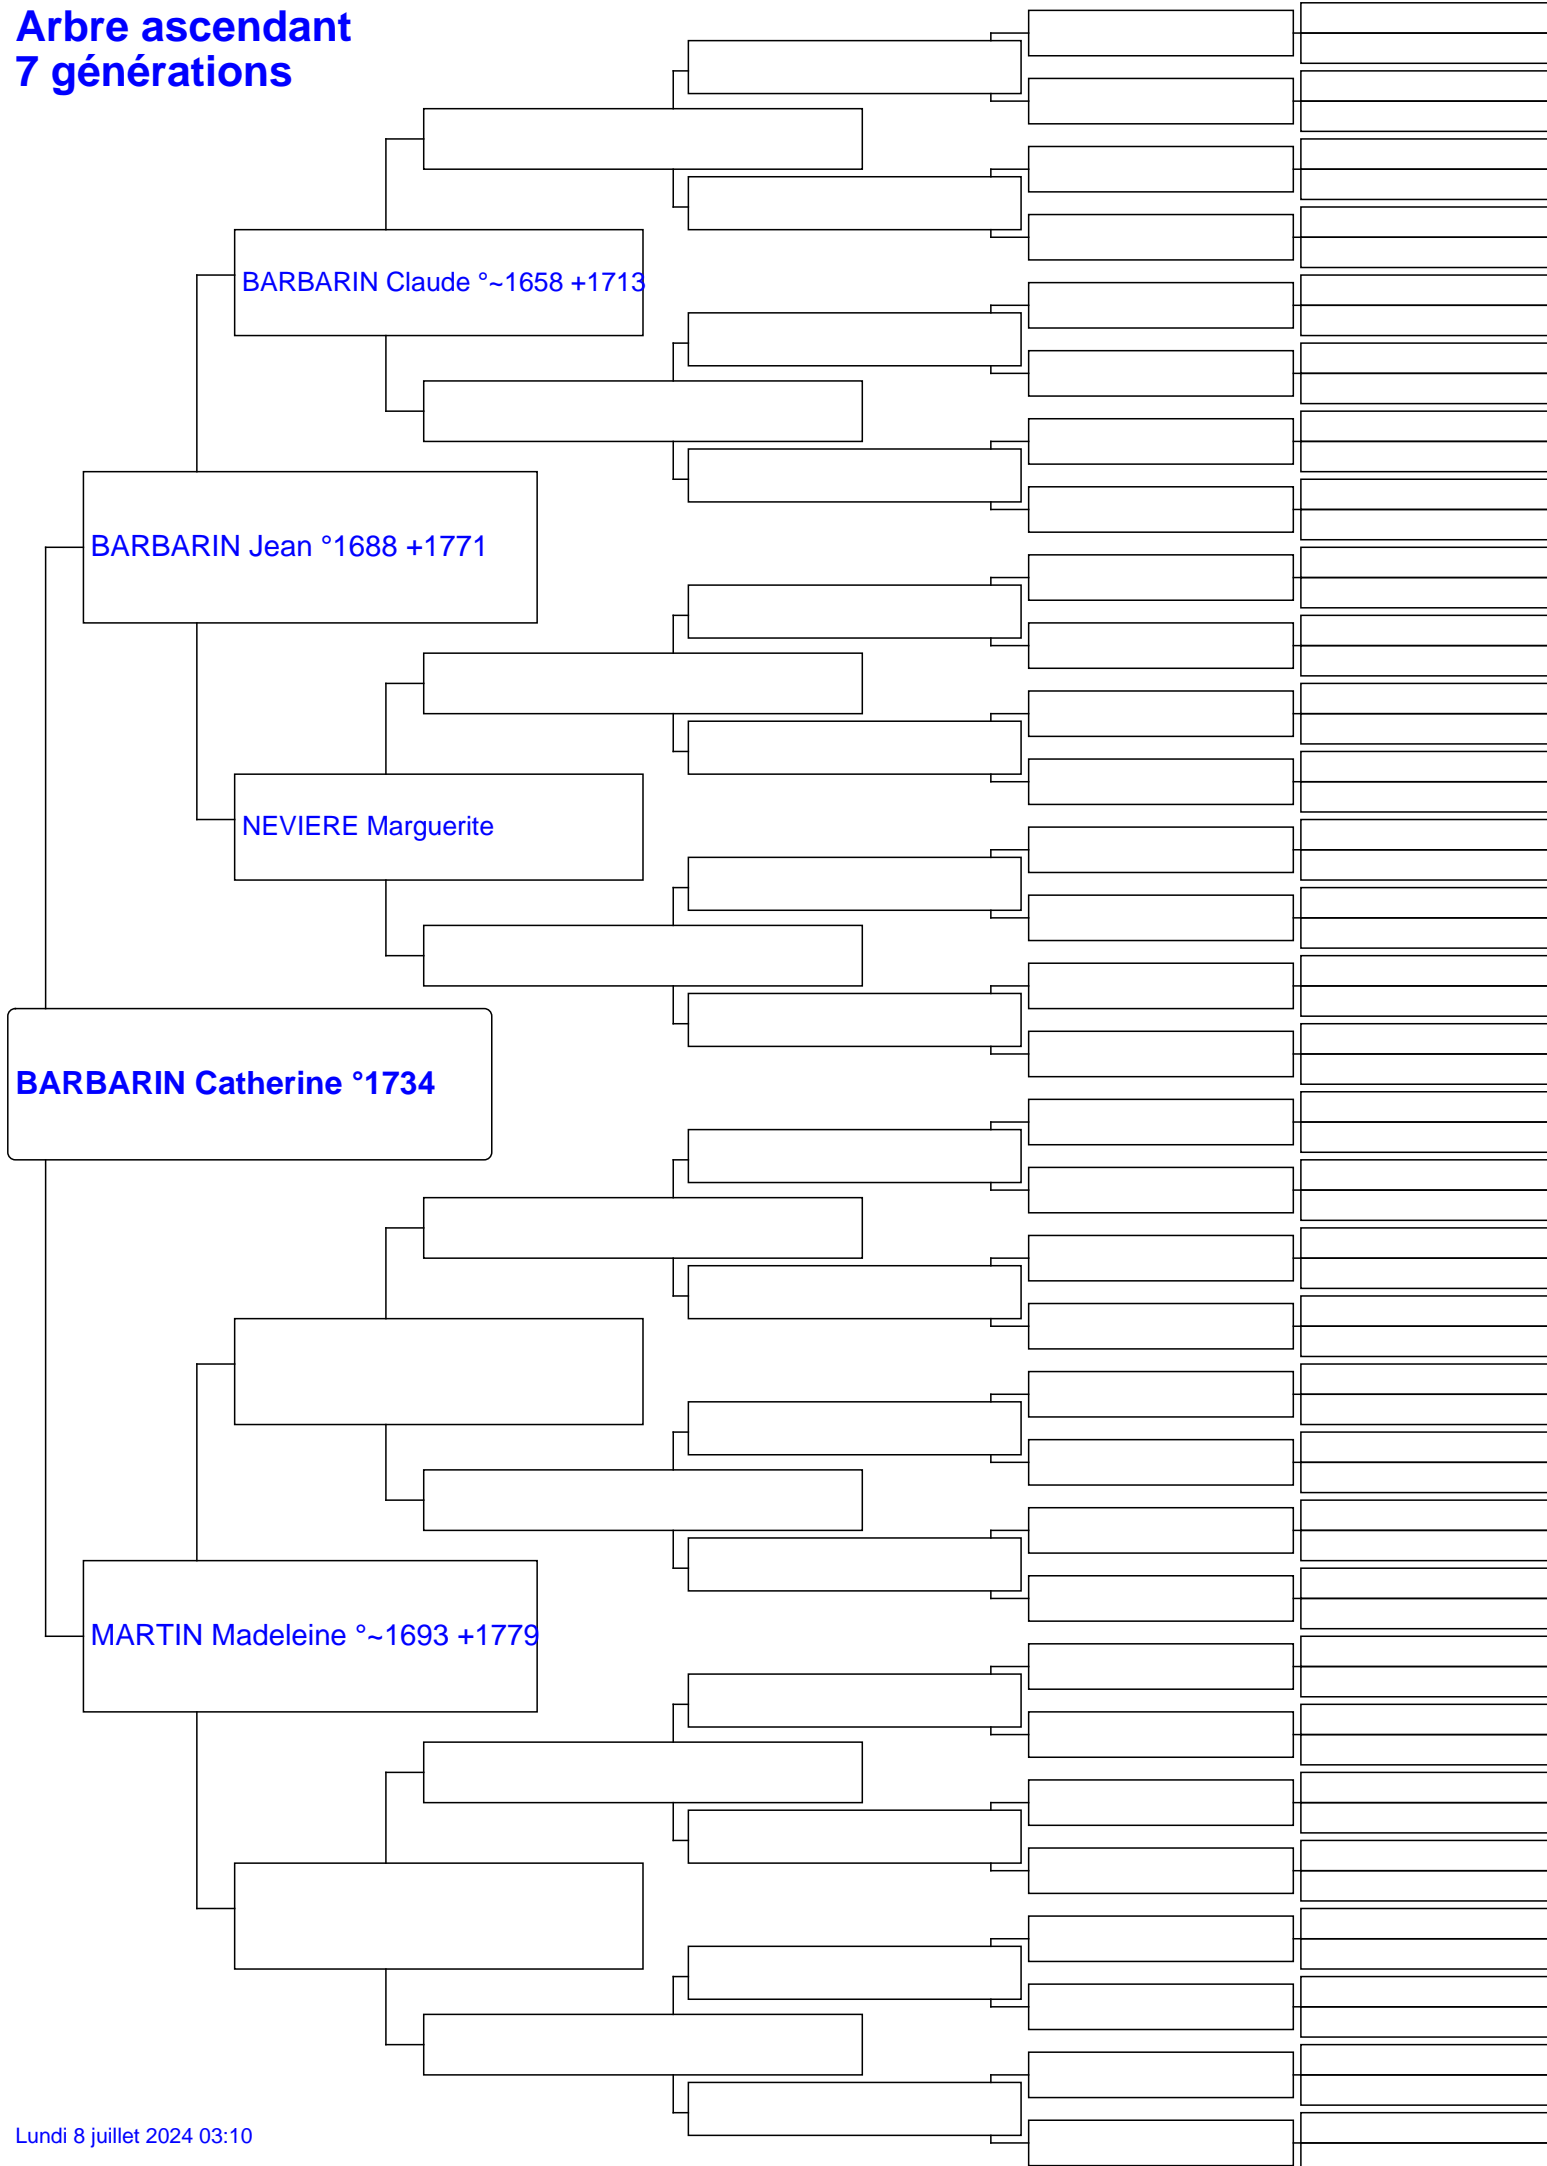 Arbre ascendant
7 générations
BARBARIN Claude °~1658 +1713
BARBARIN Jean °1688 +1771
NEVIERE Marguerite
BARBARIN Catherine °1734
MARTIN Madeleine °~1693 +1779
Lundi 8 juillet 2024 03:10